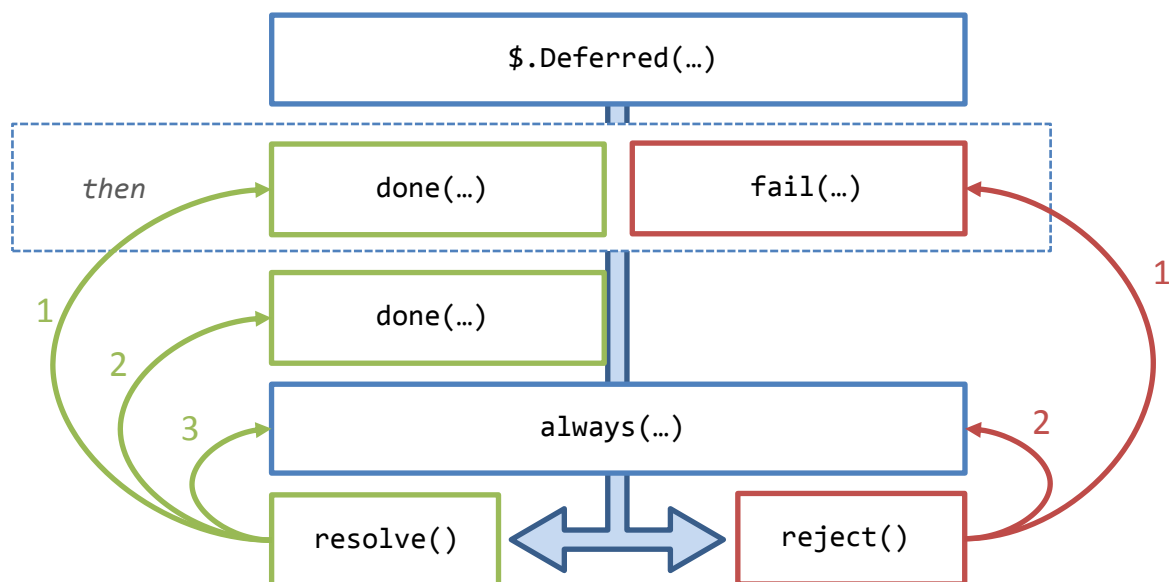 $.Deferred(…)
then
done(…)
fail(…)
1
1
done(…)
2
3
always(…)
2
resolve()
reject()